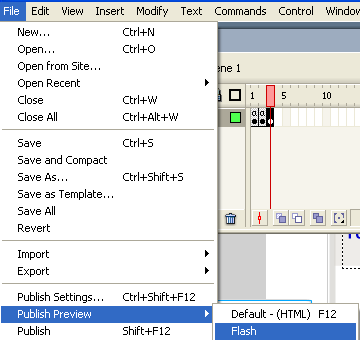 File Edit View Insert Modify Text Commands Control Window
New... Ctrl+N
Open... Ctrl+O
Open from Site...
Open Recent
Close Ctrl+W
Close All Ctrl+Alt+W
Save Ctrl+S
Save and Compact
Save As... Ctrl+Shift+S
Save as Template...
Save All
Revert
Import
Export
Publish Settings... Ctrl+Shift+F12
Publish Preview
Publish Shift+F12
ene 1
1 5 10
a a
Default - (HTML) F12
Flash